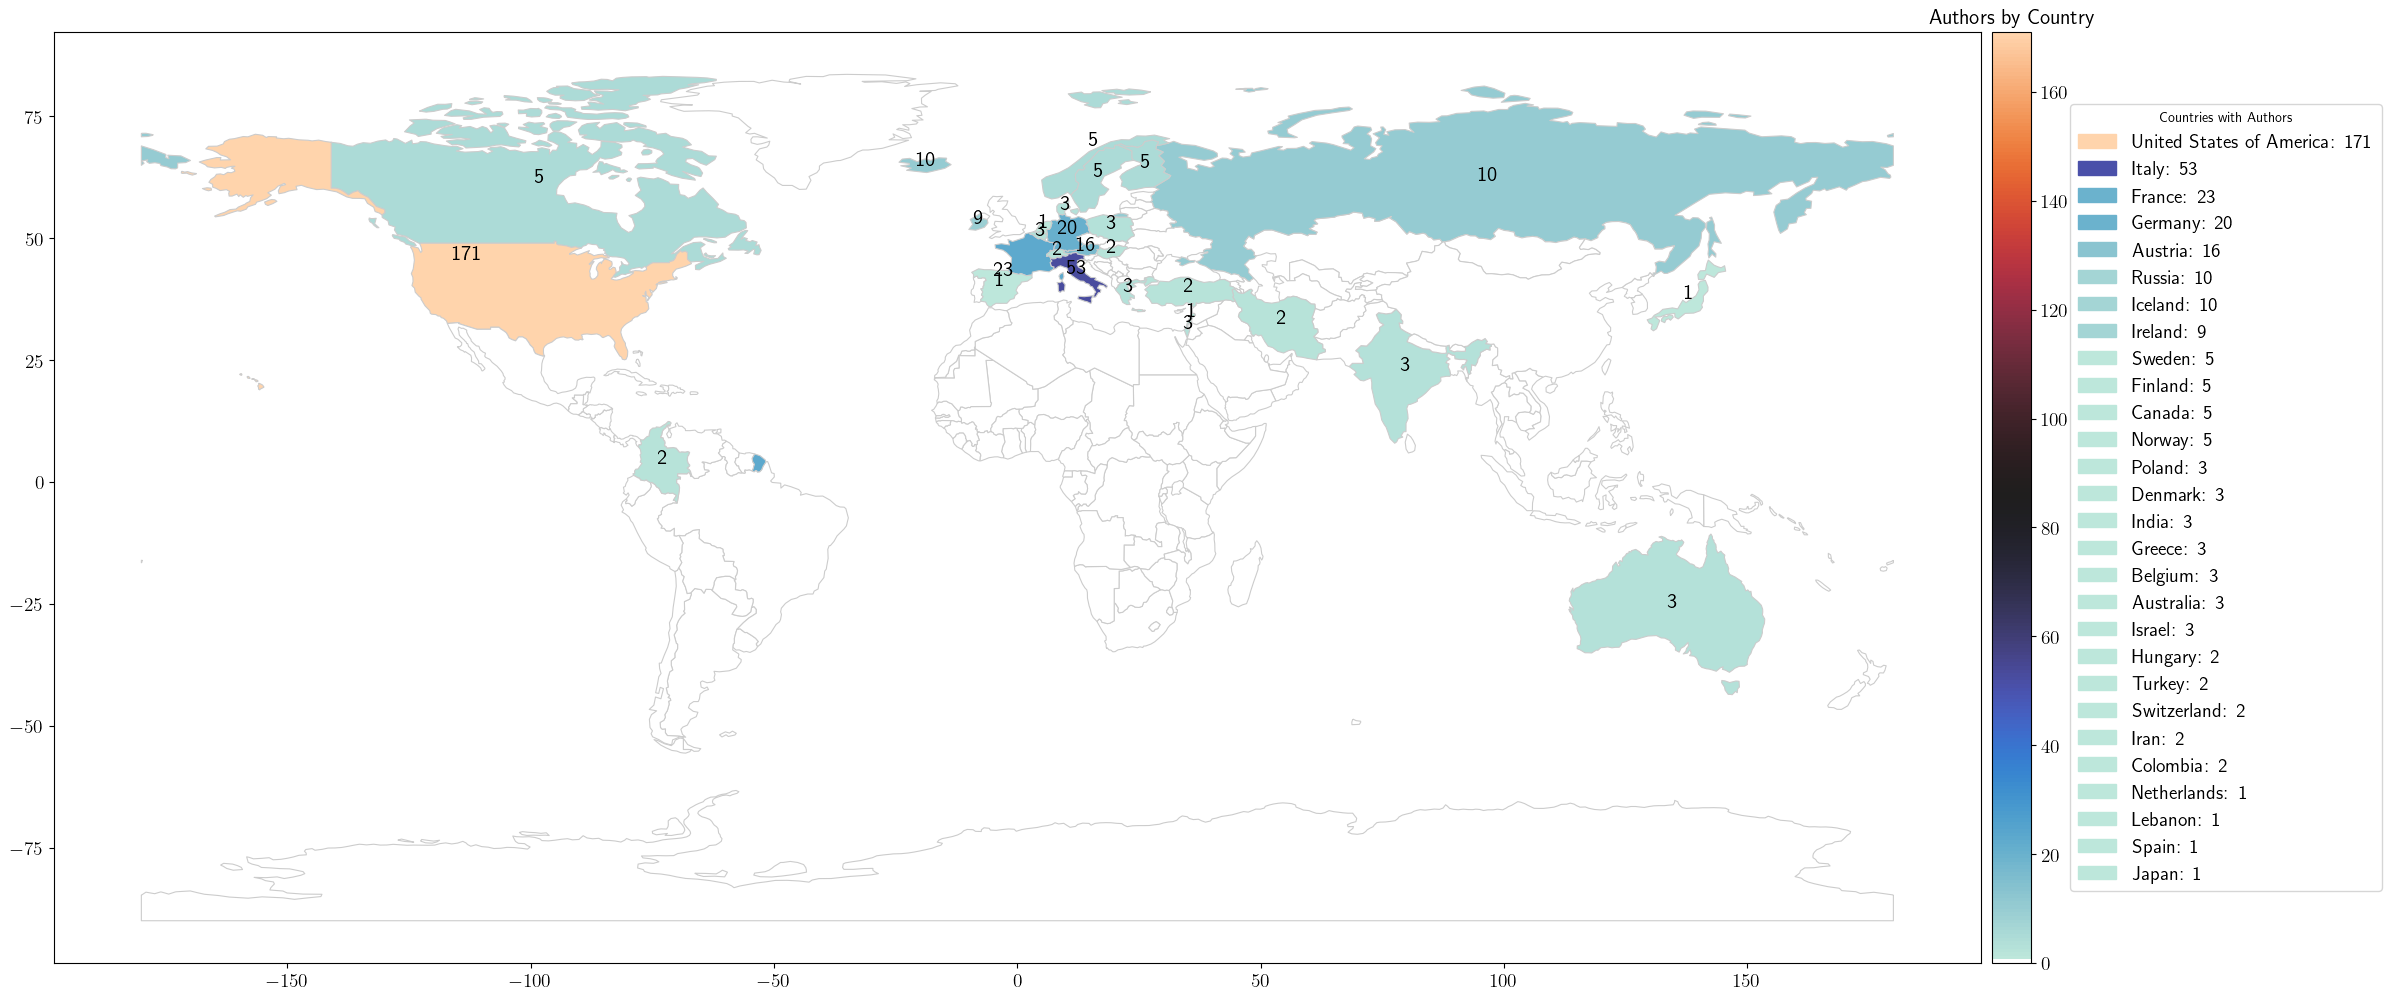 Authors by Country
75
50
25
0
−25
−50
−75
−150
−100
−50
0
50
100
150
5
171
2
10
9
5
5
5
3
1
3
20
3
16
2
2
53
23
1
3
2
1
3
2
3
10
1
3
160
140
120
100
80
60
40
20
0
Countries with Authors
United States of America: 171
Italy: 53
France: 23
Germany: 20
Austria: 16
Russia: 10
Iceland: 10
Ireland: 9
Sweden: 5
Finland: 5
Canada: 5
Norway: 5
Poland: 3
Denmark: 3
India: 3
Greece: 3
Belgium: 3
Australia: 3
Israel: 3
Hungary: 2
Turkey: 2
Switzerland: 2
Iran: 2
Colombia: 2
Netherlands: 1
Lebanon: 1
Spain: 1
Japan: 1